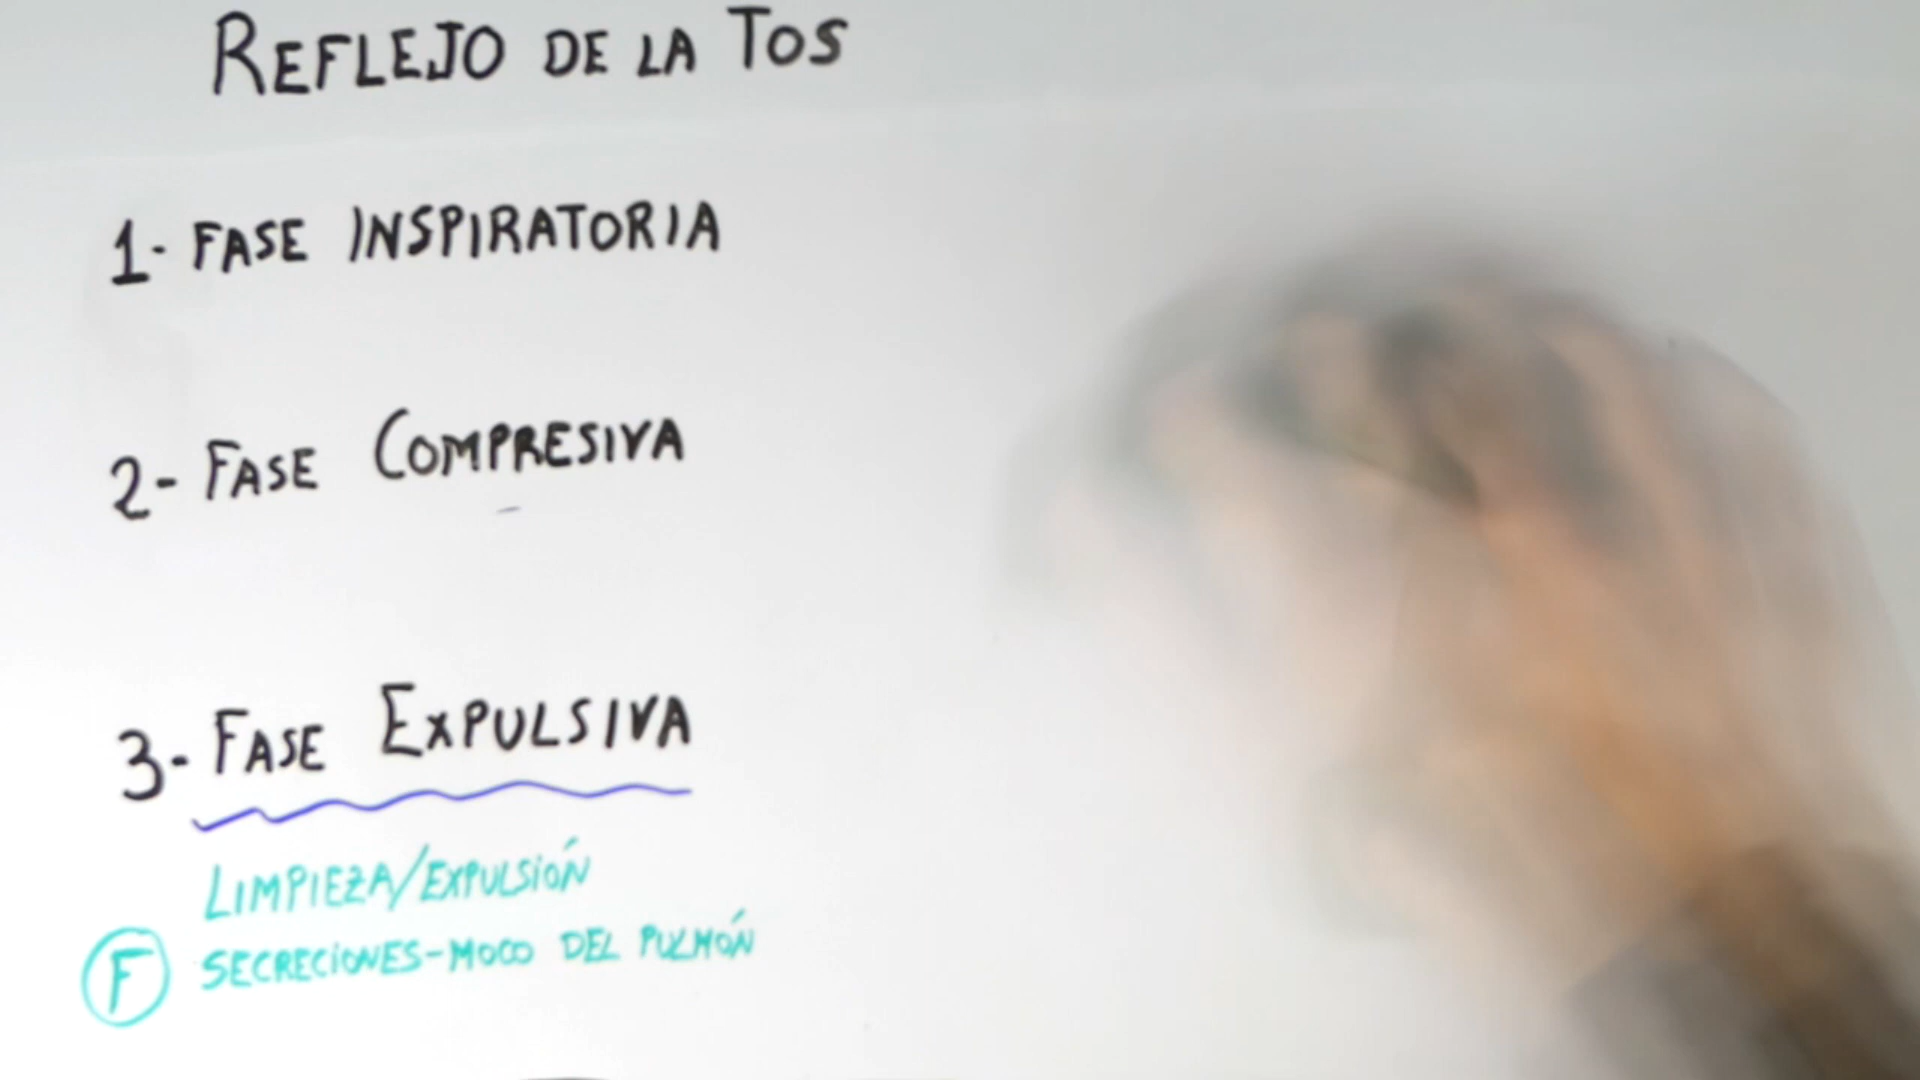 REFLEJO DE LA TOS
1- FASE INSPIRATORIA
2- FASE COMPRESIVA
3- FASE EXPULSIVA
LIMPIEZA/EXPULSIÓN
F SECRECIONES-MOCO DEL PULMÓN